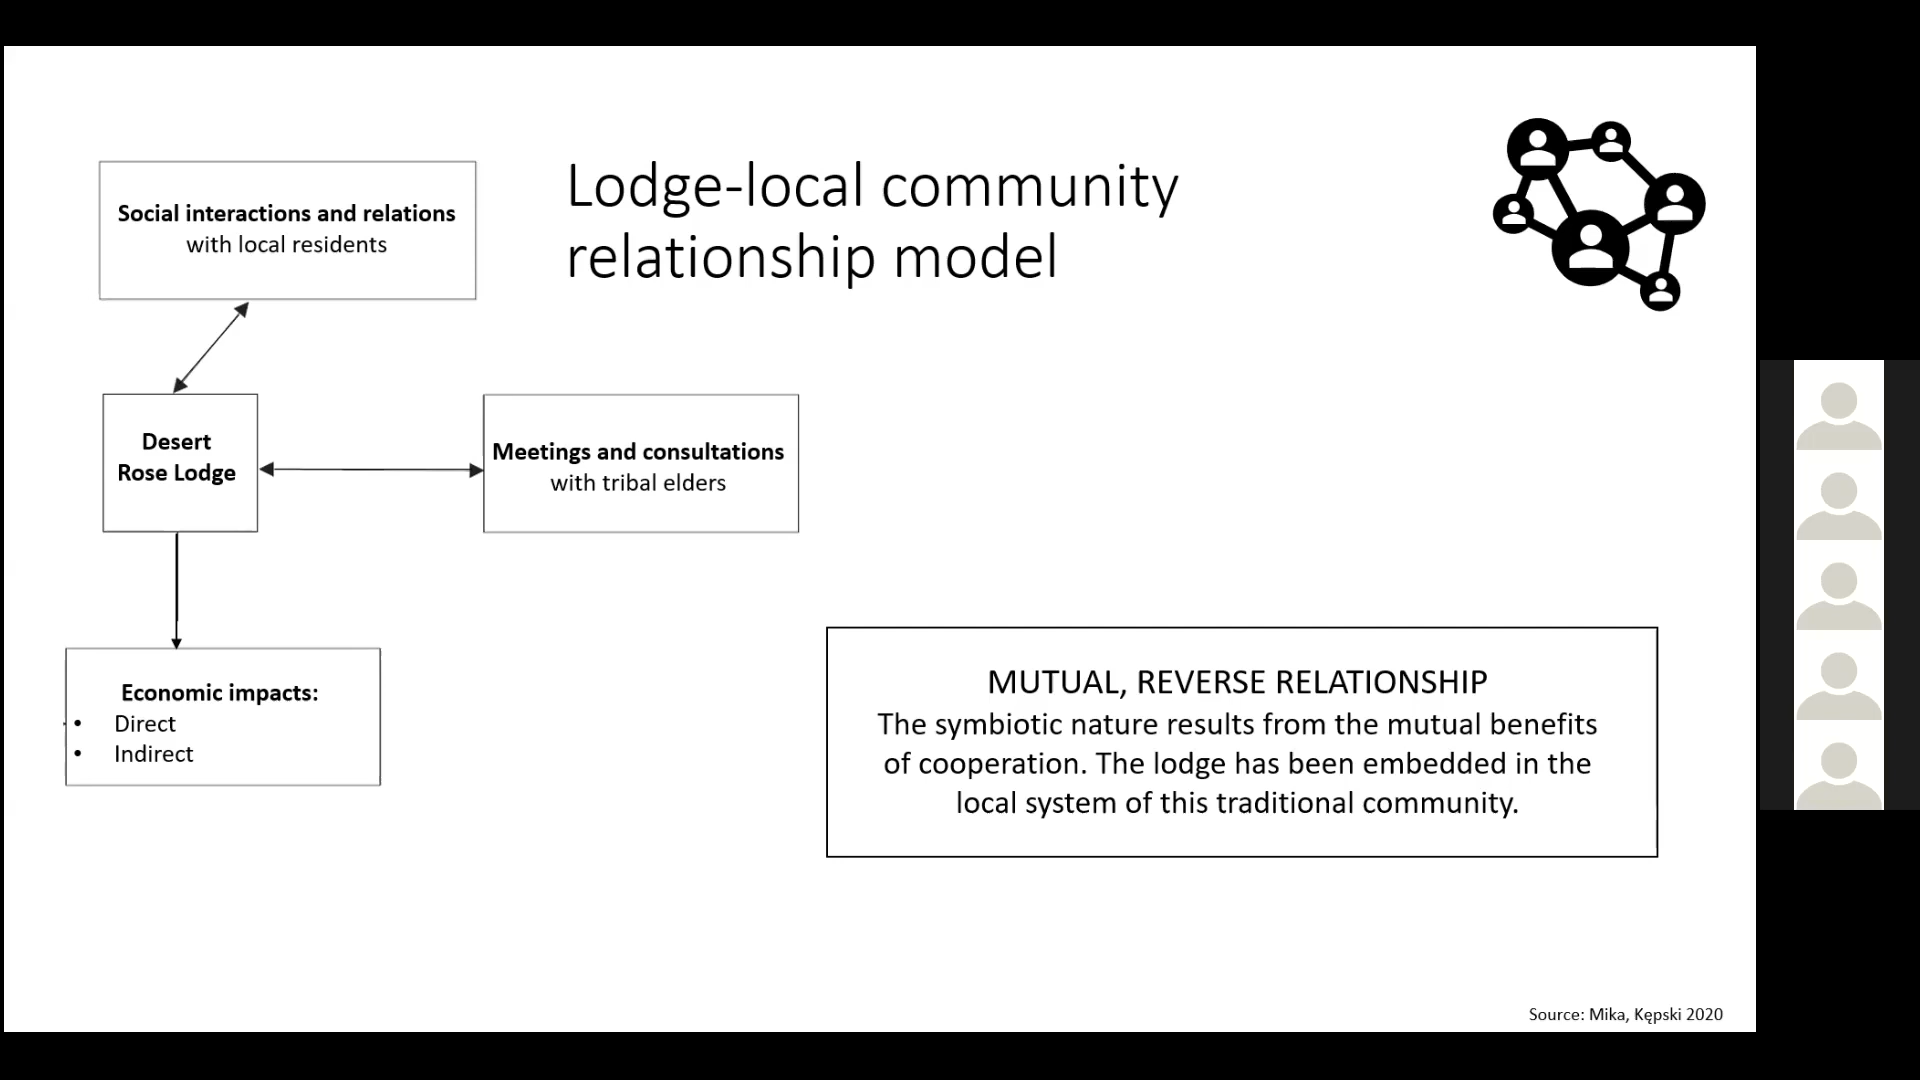 Lodge-local community
relationship model
Social interactions and relations
with local residents
Desert
Rose Lodge
Meetings and consultations
with tribal elders
Economic impacts:
• Direct
• Indirect
MUTUAL, REVERSE RELATIONSHIP
The symbiotic nature results from the mutual benefits
of cooperation. The lodge has been embedded in the
local system of this traditional community.
Source: Mika, Kępski 2020